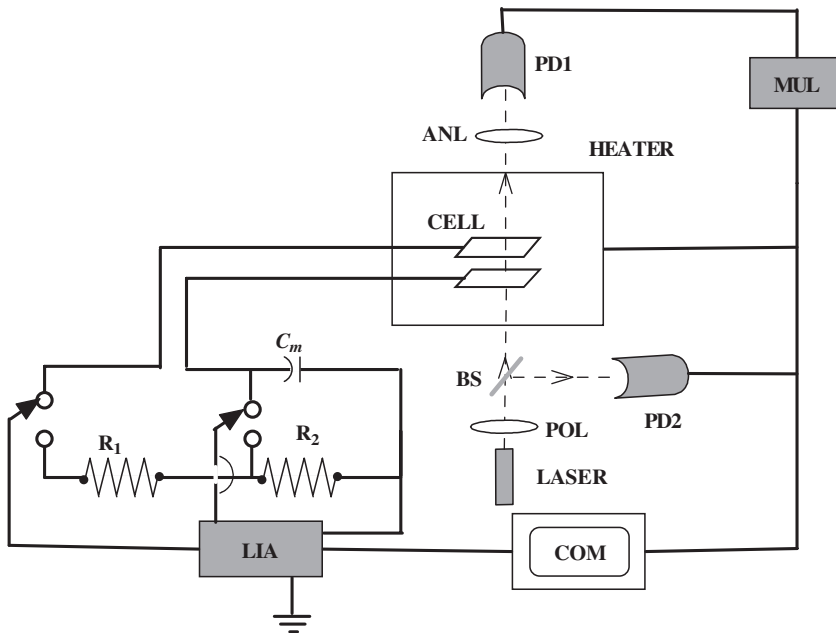 PD1
MUL
ANL
HEATER
CELL
Cₘ
BS
PD2
R₁
R₂
POL
LASER
LIA
COM